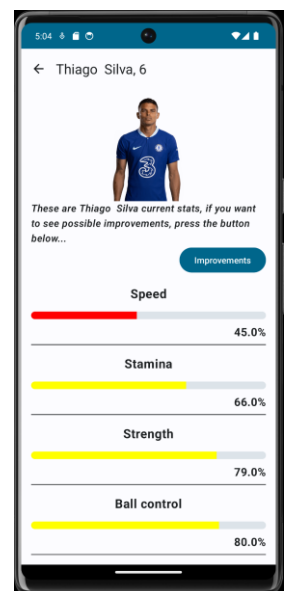 5:04
← Thiago  Silva, 6
3
These are Thiago  Silva current stats, if you want
to see possible improvements, press the button
below...
Improvements
Speed
45.0%
Stamina
66.0%
Strength
79.0%
Ball control
80.0%